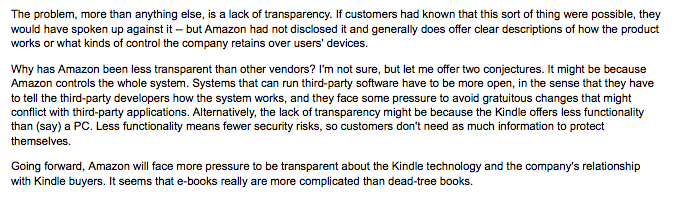 The problem, more than anything else, is a lack of transparency. If customers had known that this sort of thing were possible, they
would have spoken up against it -- but Amazon had not disclosed it and generally does offer clear descriptions of how the product
works or what kinds of control the company retains over users' devices.
Why has Amazon been less transparent than other vendors? I'm not sure, but let me offer two conjectures. It might be because
Amazon controls the whole system. Systems that can run third-party software have to be more open, in the sense that they have
to tell the third-party developers how the system works, and they face some pressure to avoid gratuitous changes that might
conflict with third-party applications. Alternatively, the lack of transparency might be because the Kindle offers less functionality
than (say) a PC. Less functionality means fewer security risks, so customers don't need as much information to protect
themselves.
Going forward, Amazon will face more pressure to be transparent about the Kindle technology and the company's relationship
with Kindle buyers. It seems that e-books really are more complicated than dead-tree books.